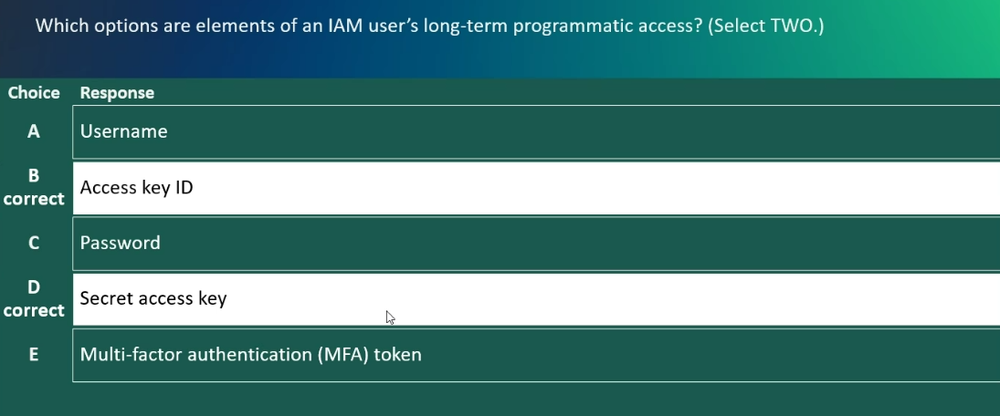 Which options are elements of an IAM user’s long-term programmatic access? (Select TWO.)
Choice Response
A Username
B correct Access key ID
C Password
D correct Secret access key
E Multi-factor authentication (MFA) token